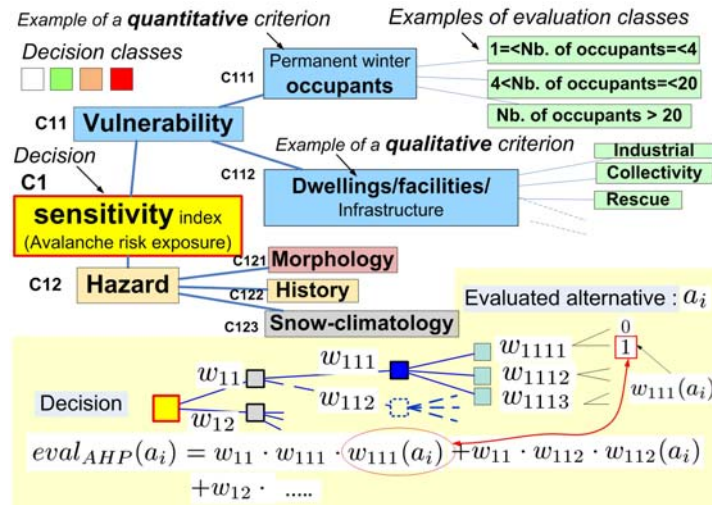 Example of a quantitative criterion
Examples of evaluation classes
Decision classes
C111
Permanent winter
occupants
1=<Nb. of occupants=<4
4<Nb. of occupants=<20
Nb. of occupants > 20
C11
Vulnerability
Example of a qualitative criterion
Decision
C1
C112
Dwellings/facilities/
Infrastructure
Industrial
Collectivity
Rescue
sensitivity index
(Avalanche risk exposure)
C12
Hazard
C121
Morphology
C122
History
C123
Snow-climatology
Evaluated alternative : a_i
Decision
w_11
w_12
w_111
w_112
w_1111
w_1112
w_1113
0
1
w_111(a_i)
eval_AHP(a_i) = w_11 · w_111 · w_111(a_i) +w_11 · w_112 · w_112(a_i)
+w_12 · .....